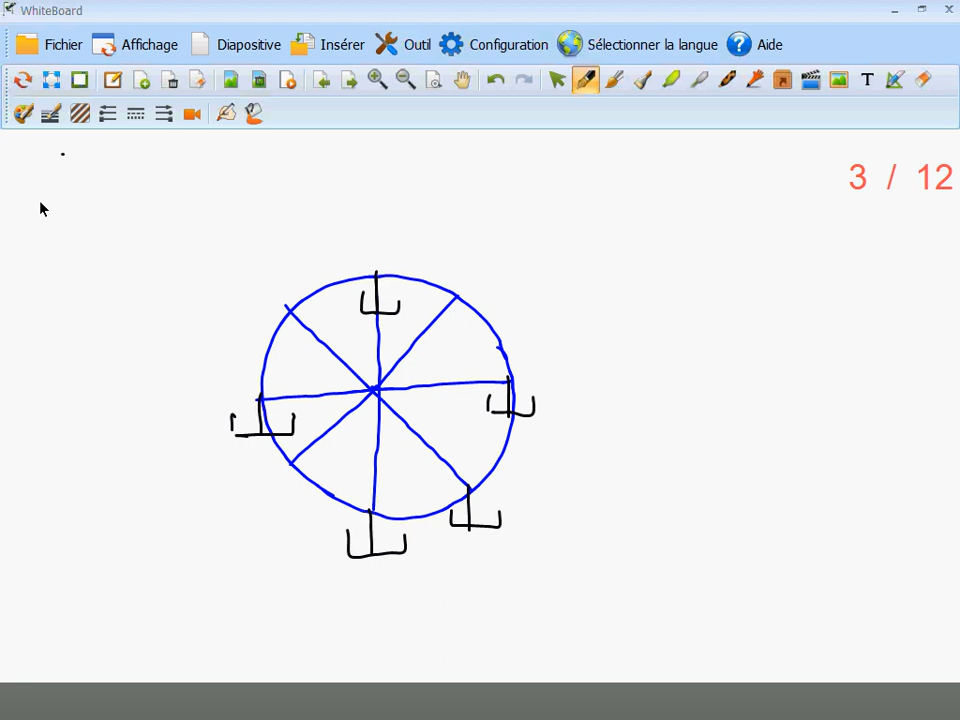 WhiteBoard
Fichier Affichage Diapositive Insérer Outil Configuration Sélectionner la langue Aide
3 / 12